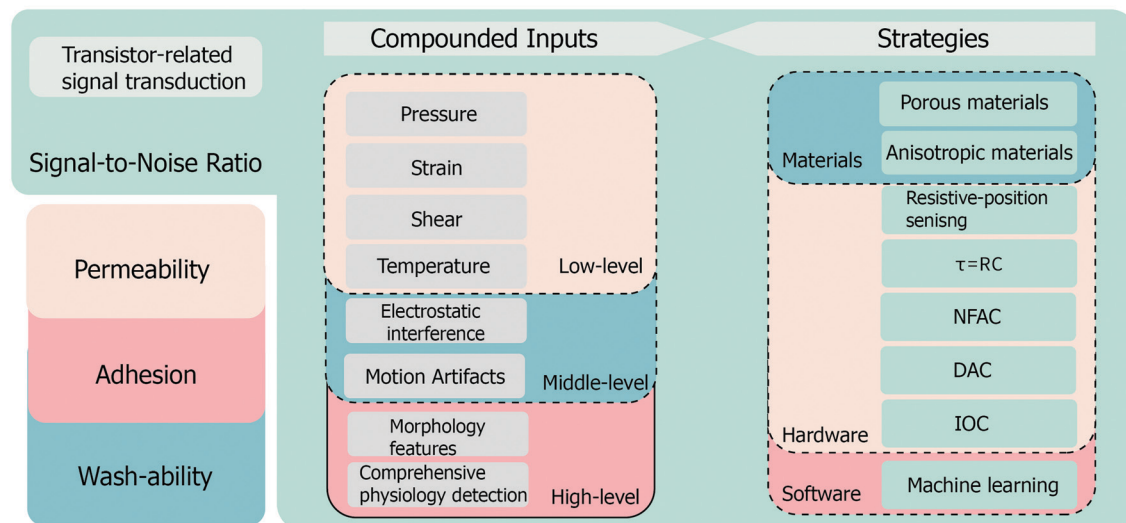 Transistor-related
signal transduction
Signal-to-Noise Ratio
Permeability
Adhesion
Wash-ability
Compounded Inputs
Pressure
Strain
Shear
Temperature
Low-level
Electrostatic
interference
Motion Artifacts
Middle-level
Morphology
features
Comprehensive
physiology detection
High-level
Strategies
Porous materials
Anisotropic materials
Materials
Resistive-position
senisng
τ=RC
NFAC
DAC
IOC
Hardware
Machine learning
Software